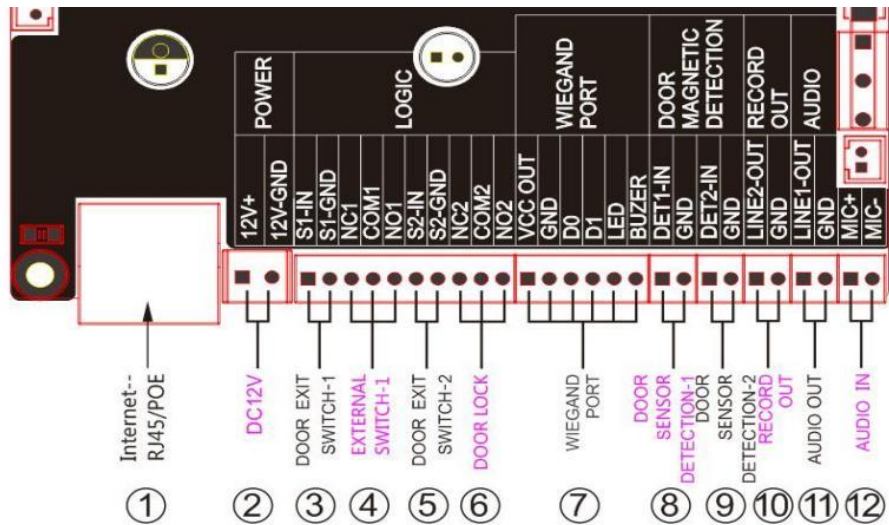 POWER
LOGIC
WIEGAND
PORT
DOOR
MAGNETIC
DETECTION
RECORD
OUT
AUDIO
12V+
12V-GND
S1-IN
S1-GND
NC1
COM1
NO1
S2-IN
S2-GND
NC2
COM2
NO2
VCC OUT
GND
D0
D1
LED
BUZER
DET1-IN
GND
DET2-IN
GND
LINE2-OUT
GND
LINE1-OUT
GND
MIC+
MIC-
Internet--
RJ45/POE
DC12V
DOOR EXIT
SWITCH-1
EXTERNAL
SWITCH-1
DOOR EXIT
SWITCH-2
DOOR LOCK
WIEGAND
PORT
DOOR
SENSOR
DETECTION-1
DOOR
SENSOR
DETECTION-2
RECORD
OUT
AUDIO OUT
AUDIO IN
① ② ③ ④ ⑤ ⑥ ⑦ ⑧ ⑨ ⑩ ⑪ ⑫